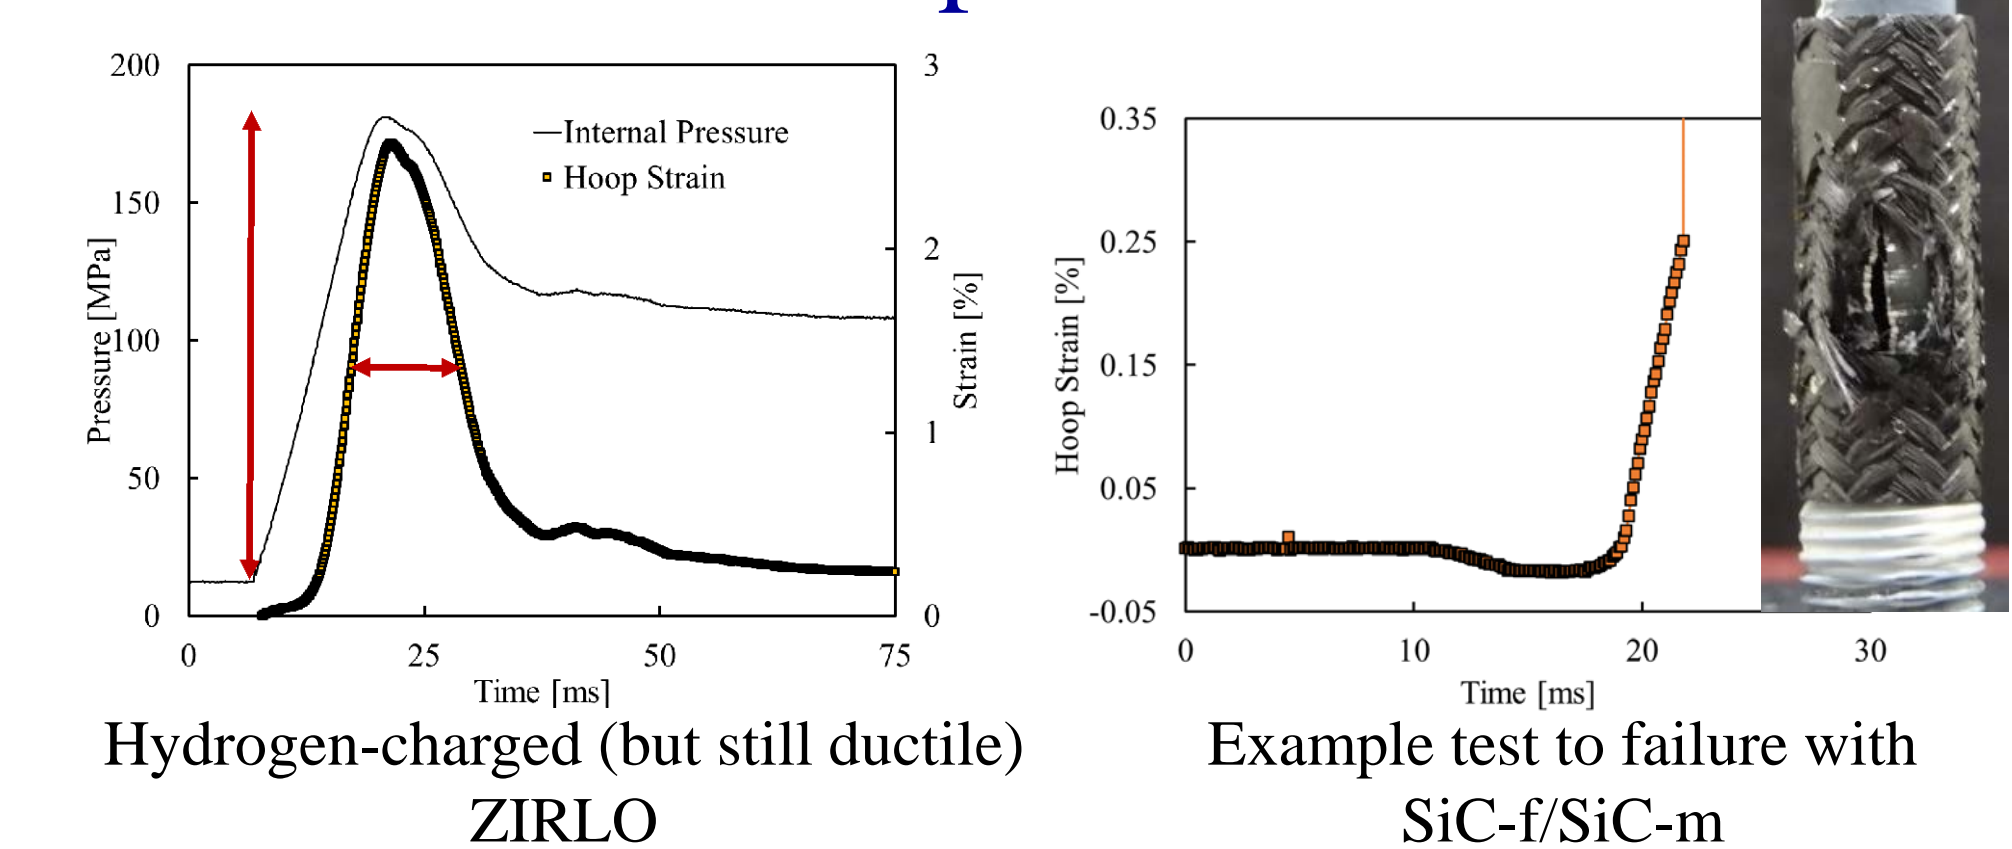 200
150
100
50
0
Pressure [MPa]
3
2
1
0
Strain [%]
Internal Pressure
Hoop Strain
0 25 50 75
Time [ms]
Hydrogen-charged (but still ductile)
ZIRLO
0.35
0.25
0.15
0.05
-0.05
Hoop Strain [%]
0 10 20 30
Time [ms]
Example test to failure with
SiC-f/SiC-m